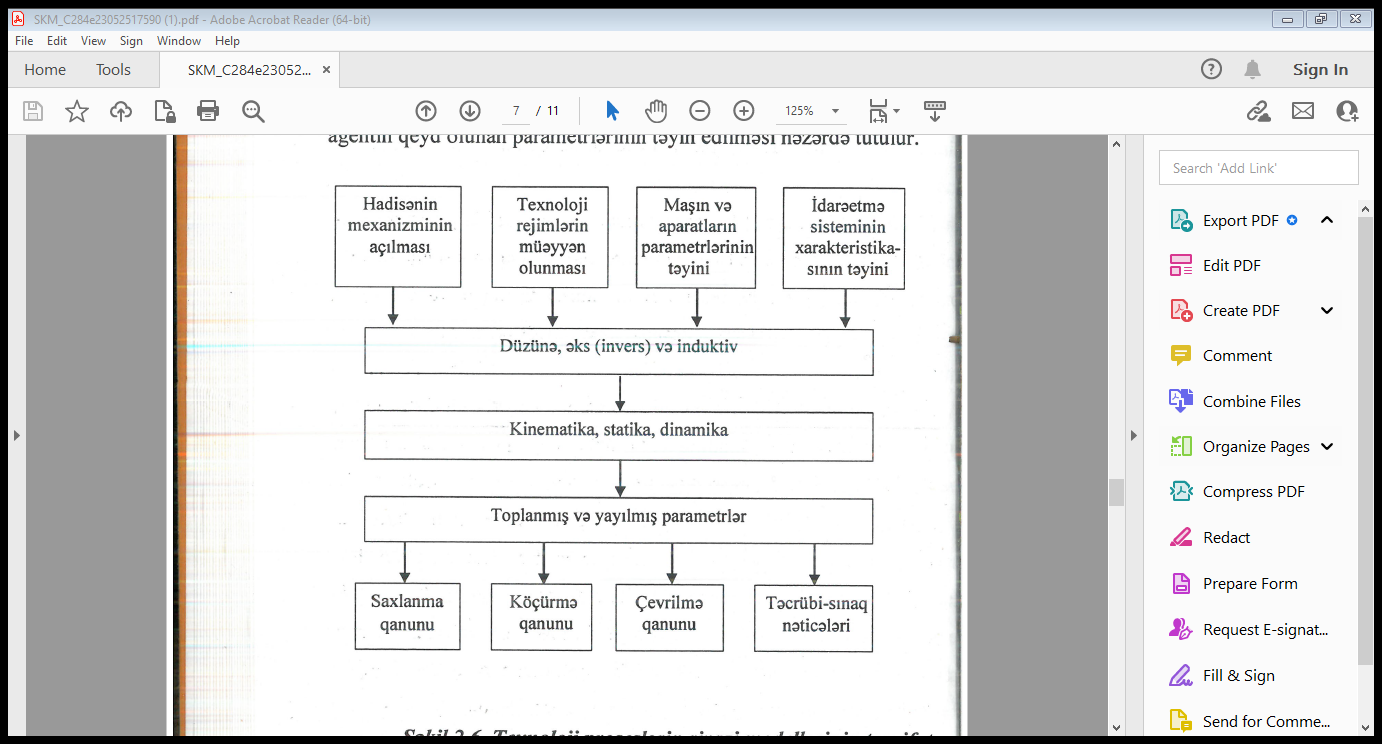 SKM_C284e23052517590 (1).pdf - Adobe Acrobat Reader (64-bit)
File Edit View Sign Window Help
Home Tools SKM_C284e23052... ×
Sign In
7 / 11
125%
agentin qeyd olunan parametrlərinin təyin edilməsi nəzərdə tutulur.
Hadisənin
mexanizminin
açılması
Texnoloji
rejimlərin
müəyyən
olunması
Maşın və
aparatların
parametrlərinin
təyini
İdarəetmə
sisteminin
xarakteristika-
sının təyini
Düzünə, əks (invers) və induktiv
Kinematika, statika, dinamika
Toplanmış və yayılmış parametrlər
Saxlanma
qanunu
Köçürmə
qanunu
Çevrilmə
qanunu
Təcrübi-sınaq
nəticələri
Şəkil 2.6. Texnoloji
Search 'Add Link'
Export PDF
Edit PDF
Create PDF
Comment
Combine Files
Organize Pages
Compress PDF
Redact
Prepare Form
Request E-signat...
Fill & Sign
Send for Comme...